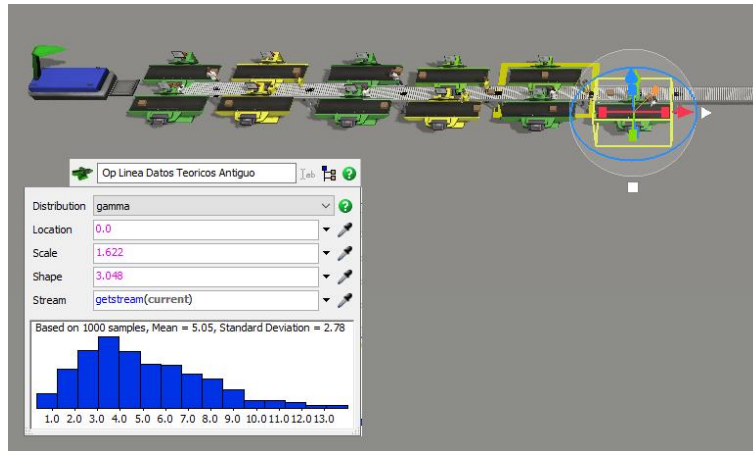 Op Linea Datos Teoricos Antiguo
Distribution gamma
Location 0.0
Scale 1.622
Shape 3.048
Stream getstream(current)
Based on 1000 samples, Mean = 5.05, Standard Deviation = 2.78
1.0 2.0 3.0 4.0 5.0 6.0 7.0 8.0 9.0 10.0 11.0 12.0 13.0